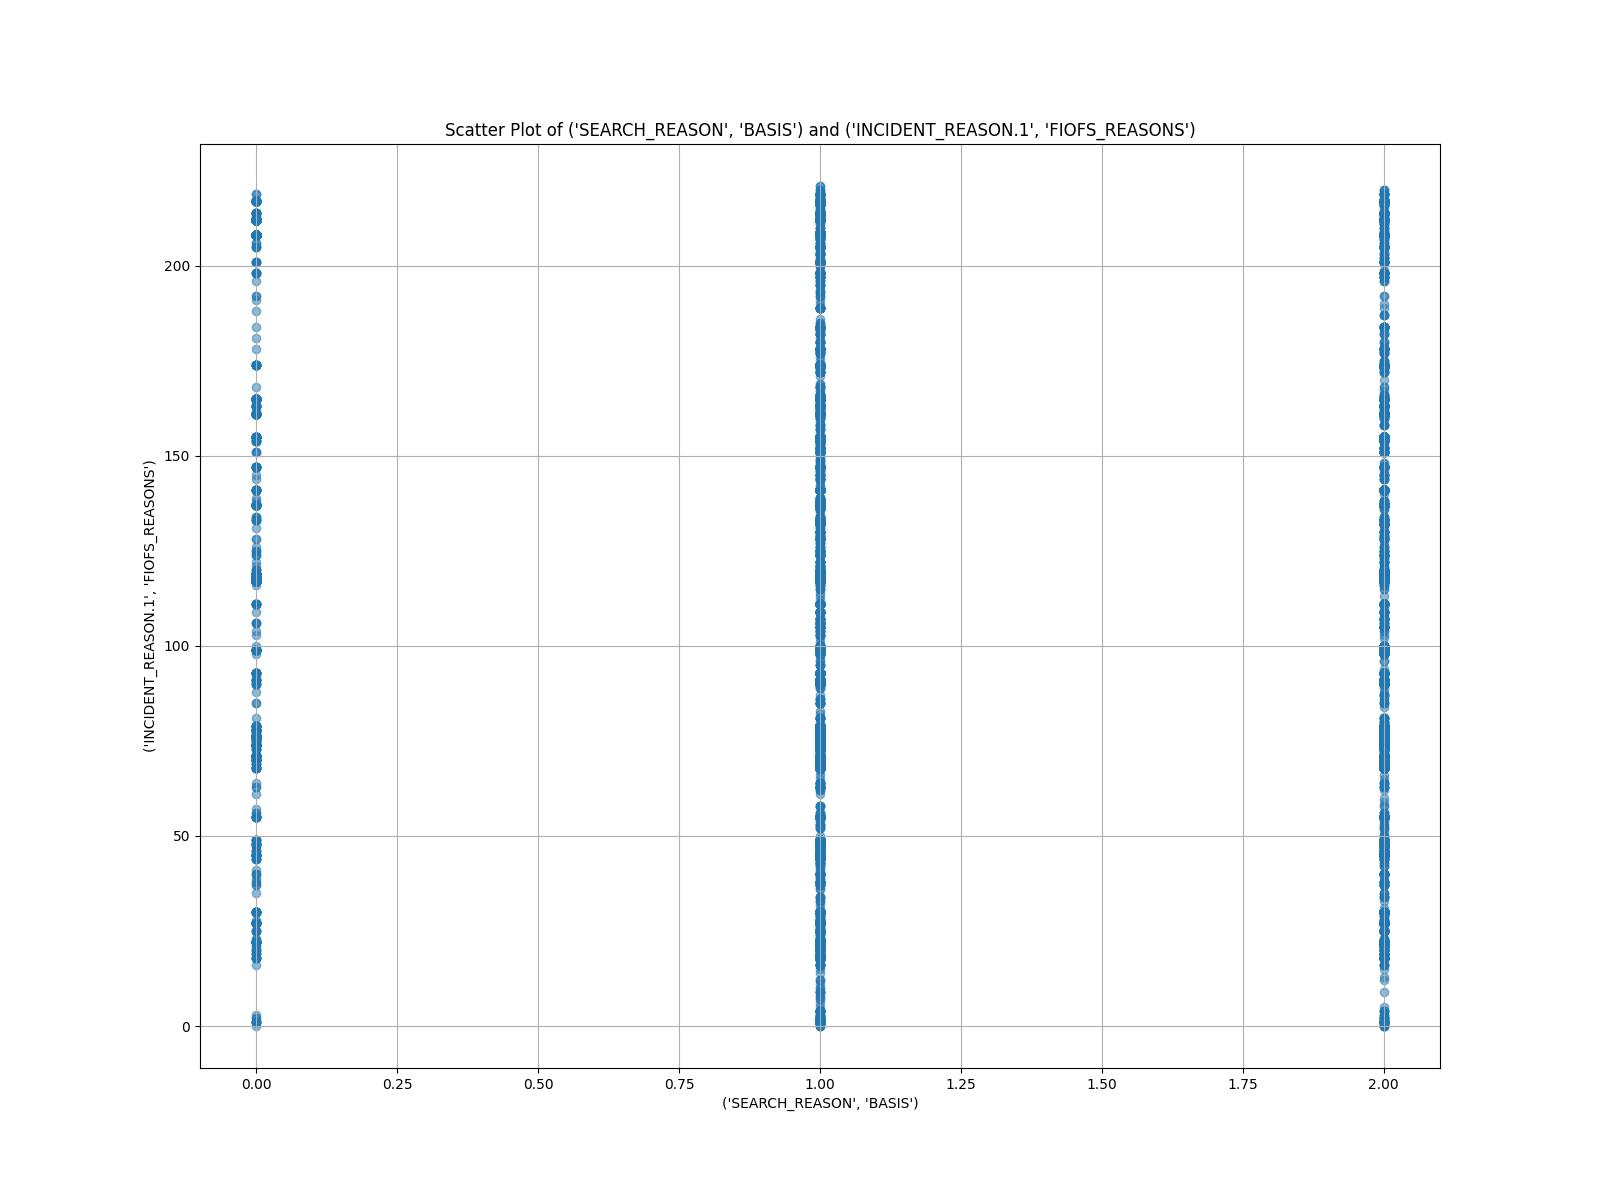 Scatter Plot of ('SEARCH_REASON', 'BASIS') and ('INCIDENT_REASON.1', 'FIOFS_REASONS')
('INCIDENT_REASON.1', 'FIOFS_REASONS')
200
150
100
50
0
0.00 0.25 0.50 0.75 1.00 1.25 1.50 1.75 2.00
('SEARCH_REASON', 'BASIS')